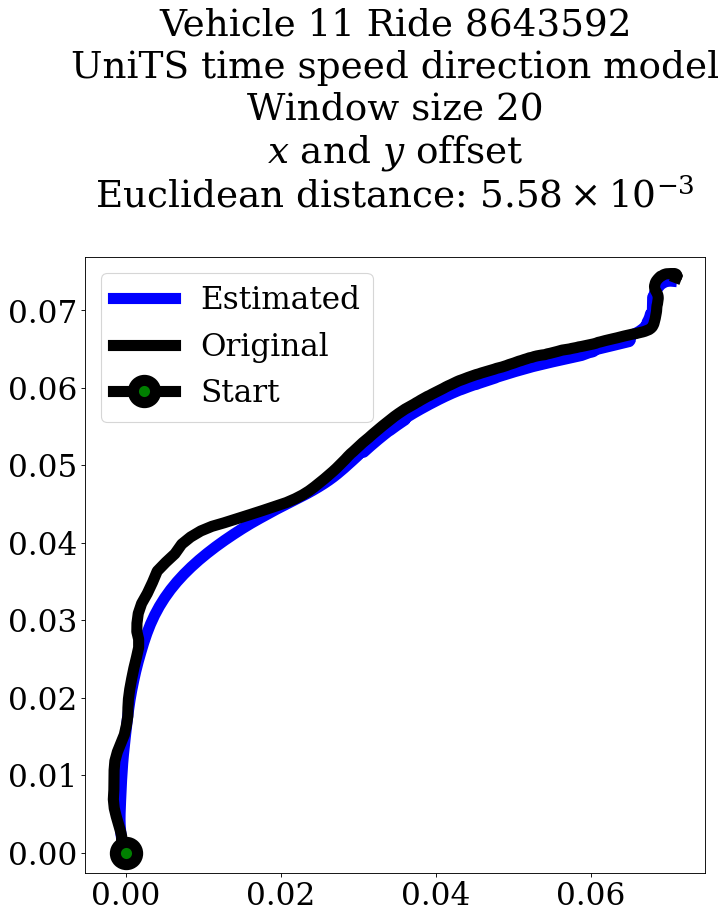 Vehicle 11 Ride 8643592
UniTS time speed direction model
Window size 20
x and y offset
Euclidean distance: 5.58 × 10⁻³
Estimated
Original
Start
0.07
0.06
0.05
0.04
0.03
0.02
0.01
0.00
0.00 0.02 0.04 0.06